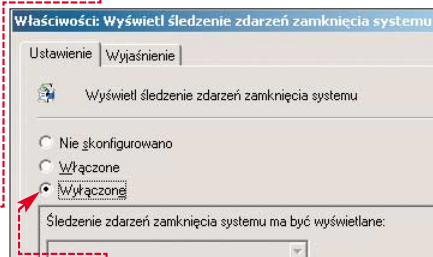 Właściwości: Wyświetl śledzenie zdarzeń zamknięcia systemu
Ustawienie Wyjaśnienie
Wyświetl śledzenie zdarzeń zamknięcia systemu
Nie skonfigurowano
Włączone
Wyłączone
Śledzenie zdarzeń zamknięcia systemu ma być wyświetlane: